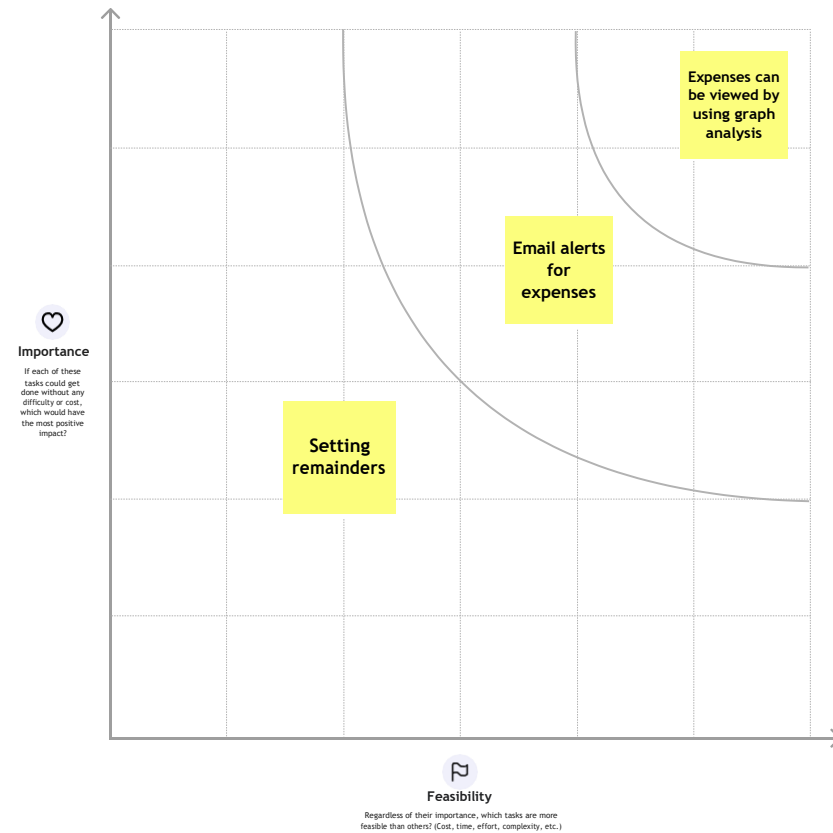 Expenses can
be viewed by
using graph
analysis
Email alerts
for
expenses
Importance
If each of these
tasks could get
done without any
difficulty or cost,
which would have
the most positive
impact?
Setting
remainders
Feasibility
Regardless of their importance, which tasks are more
feasible than others? (Cost, time, effort, complexity, etc.)